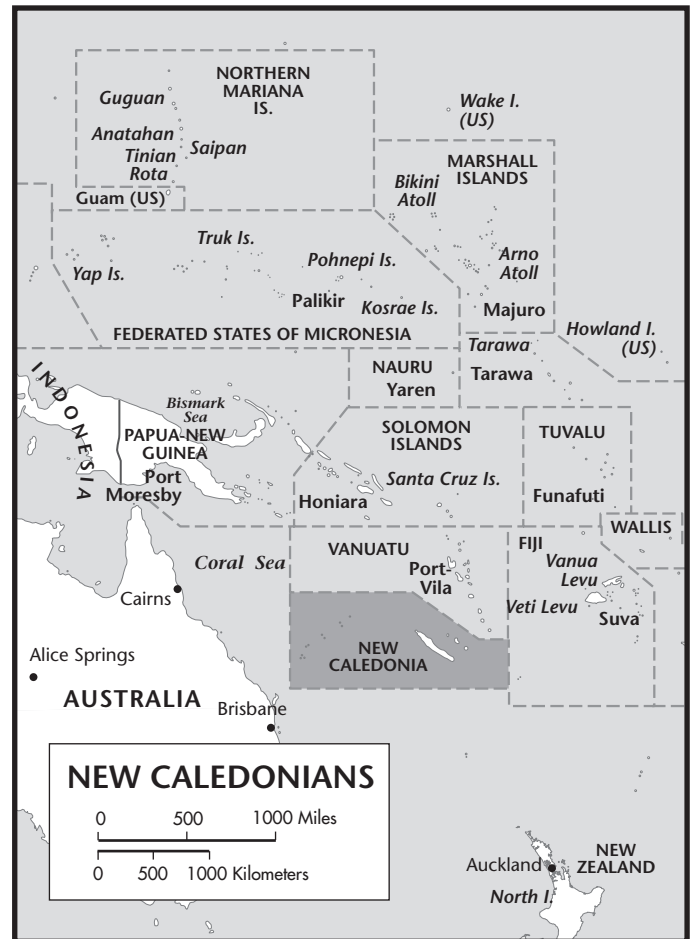 NORTHERN
MARIANA
IS.
Guguan
Anatahan
Saipan
Tinian
Rota
Guam (US)
Wake I.
(US)
MARSHALL
ISLANDS
Bikini
Atoll
Arno
Atoll
Majuro
Truk Is.
Yap Is.
Pohnepi Is.
Palikir
Kosrae Is.
FEDERATED STATES OF MICRONESIA
Howland I.
(US)
Tarawa
Tarawa
NAURU
Yaren
INDONESIA
Bismark
Sea
PAPUA-NEW
GUINEA
Port
Moresby
SOLOMON
ISLANDS
Santa Cruz Is.
Honiara
TUVALU
Funafuti
WALLIS
Coral Sea
VANUATU
Port-
Vila
FIJI
Vanua
Levu
Veti Levu
Suva
Cairns
NEW
CALEDONIA
Alice Springs
AUSTRALIA
Brisbane
NEW CALEDONIANS
0 500 1000 Miles
0 500 1000 Kilometers
Auckland
NEW
ZEALAND
North I.